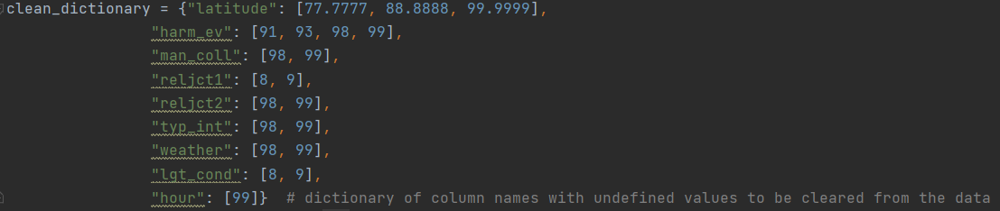 clean_dictionary = {"latitude": [77.7777, 88.8888, 99.9999],
"harm_ev": [91, 93, 98, 99],
"man_coll": [98, 99],
"reljct1": [8, 9],
"reljct2": [98, 99],
"typ_int": [98, 99],
"weather": [98, 99],
"lgt_cond": [8, 9],
"hour": [99]}  # dictionary of column names with undefined values to be cleared from the data